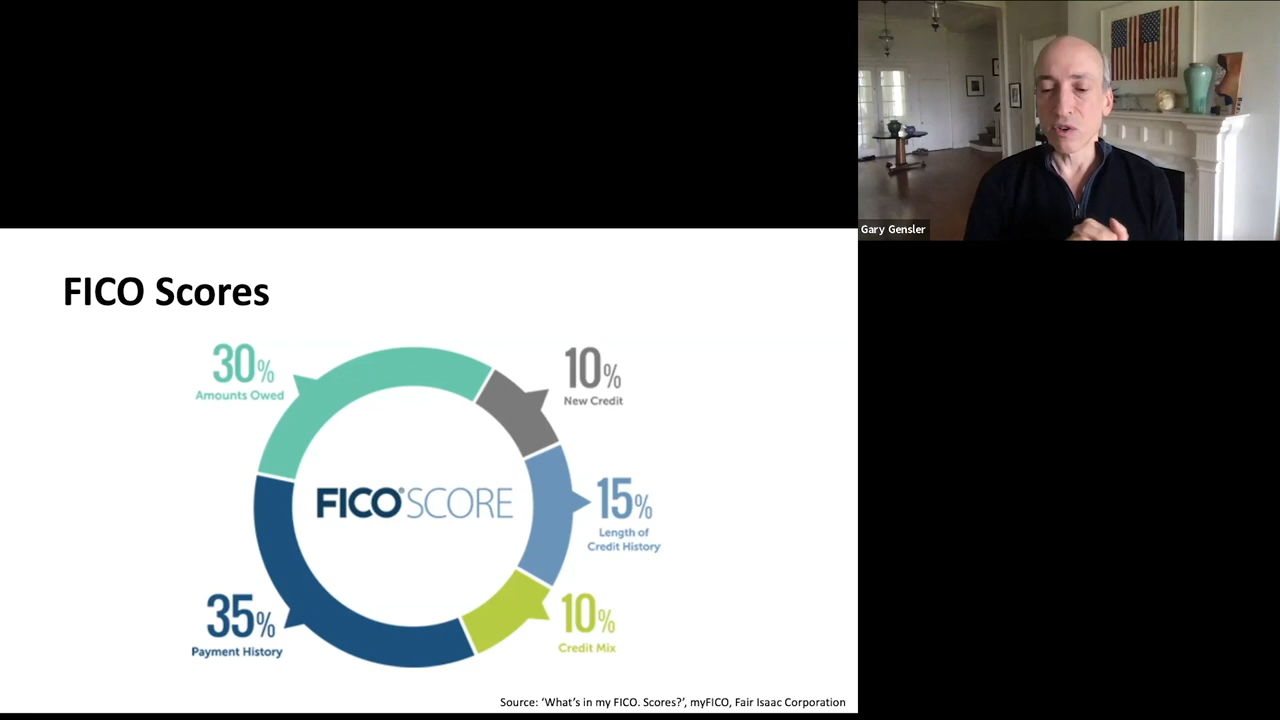 Gary Gensler
FICO Scores
30%
Amounts Owed
10%
New Credit
FICO® SCORE
15%
Length of
Credit History
35%
Payment History
10%
Credit Mix
Source: ‘What’s in my FICO. Scores?’, myFICO, Fair Isaac Corporation